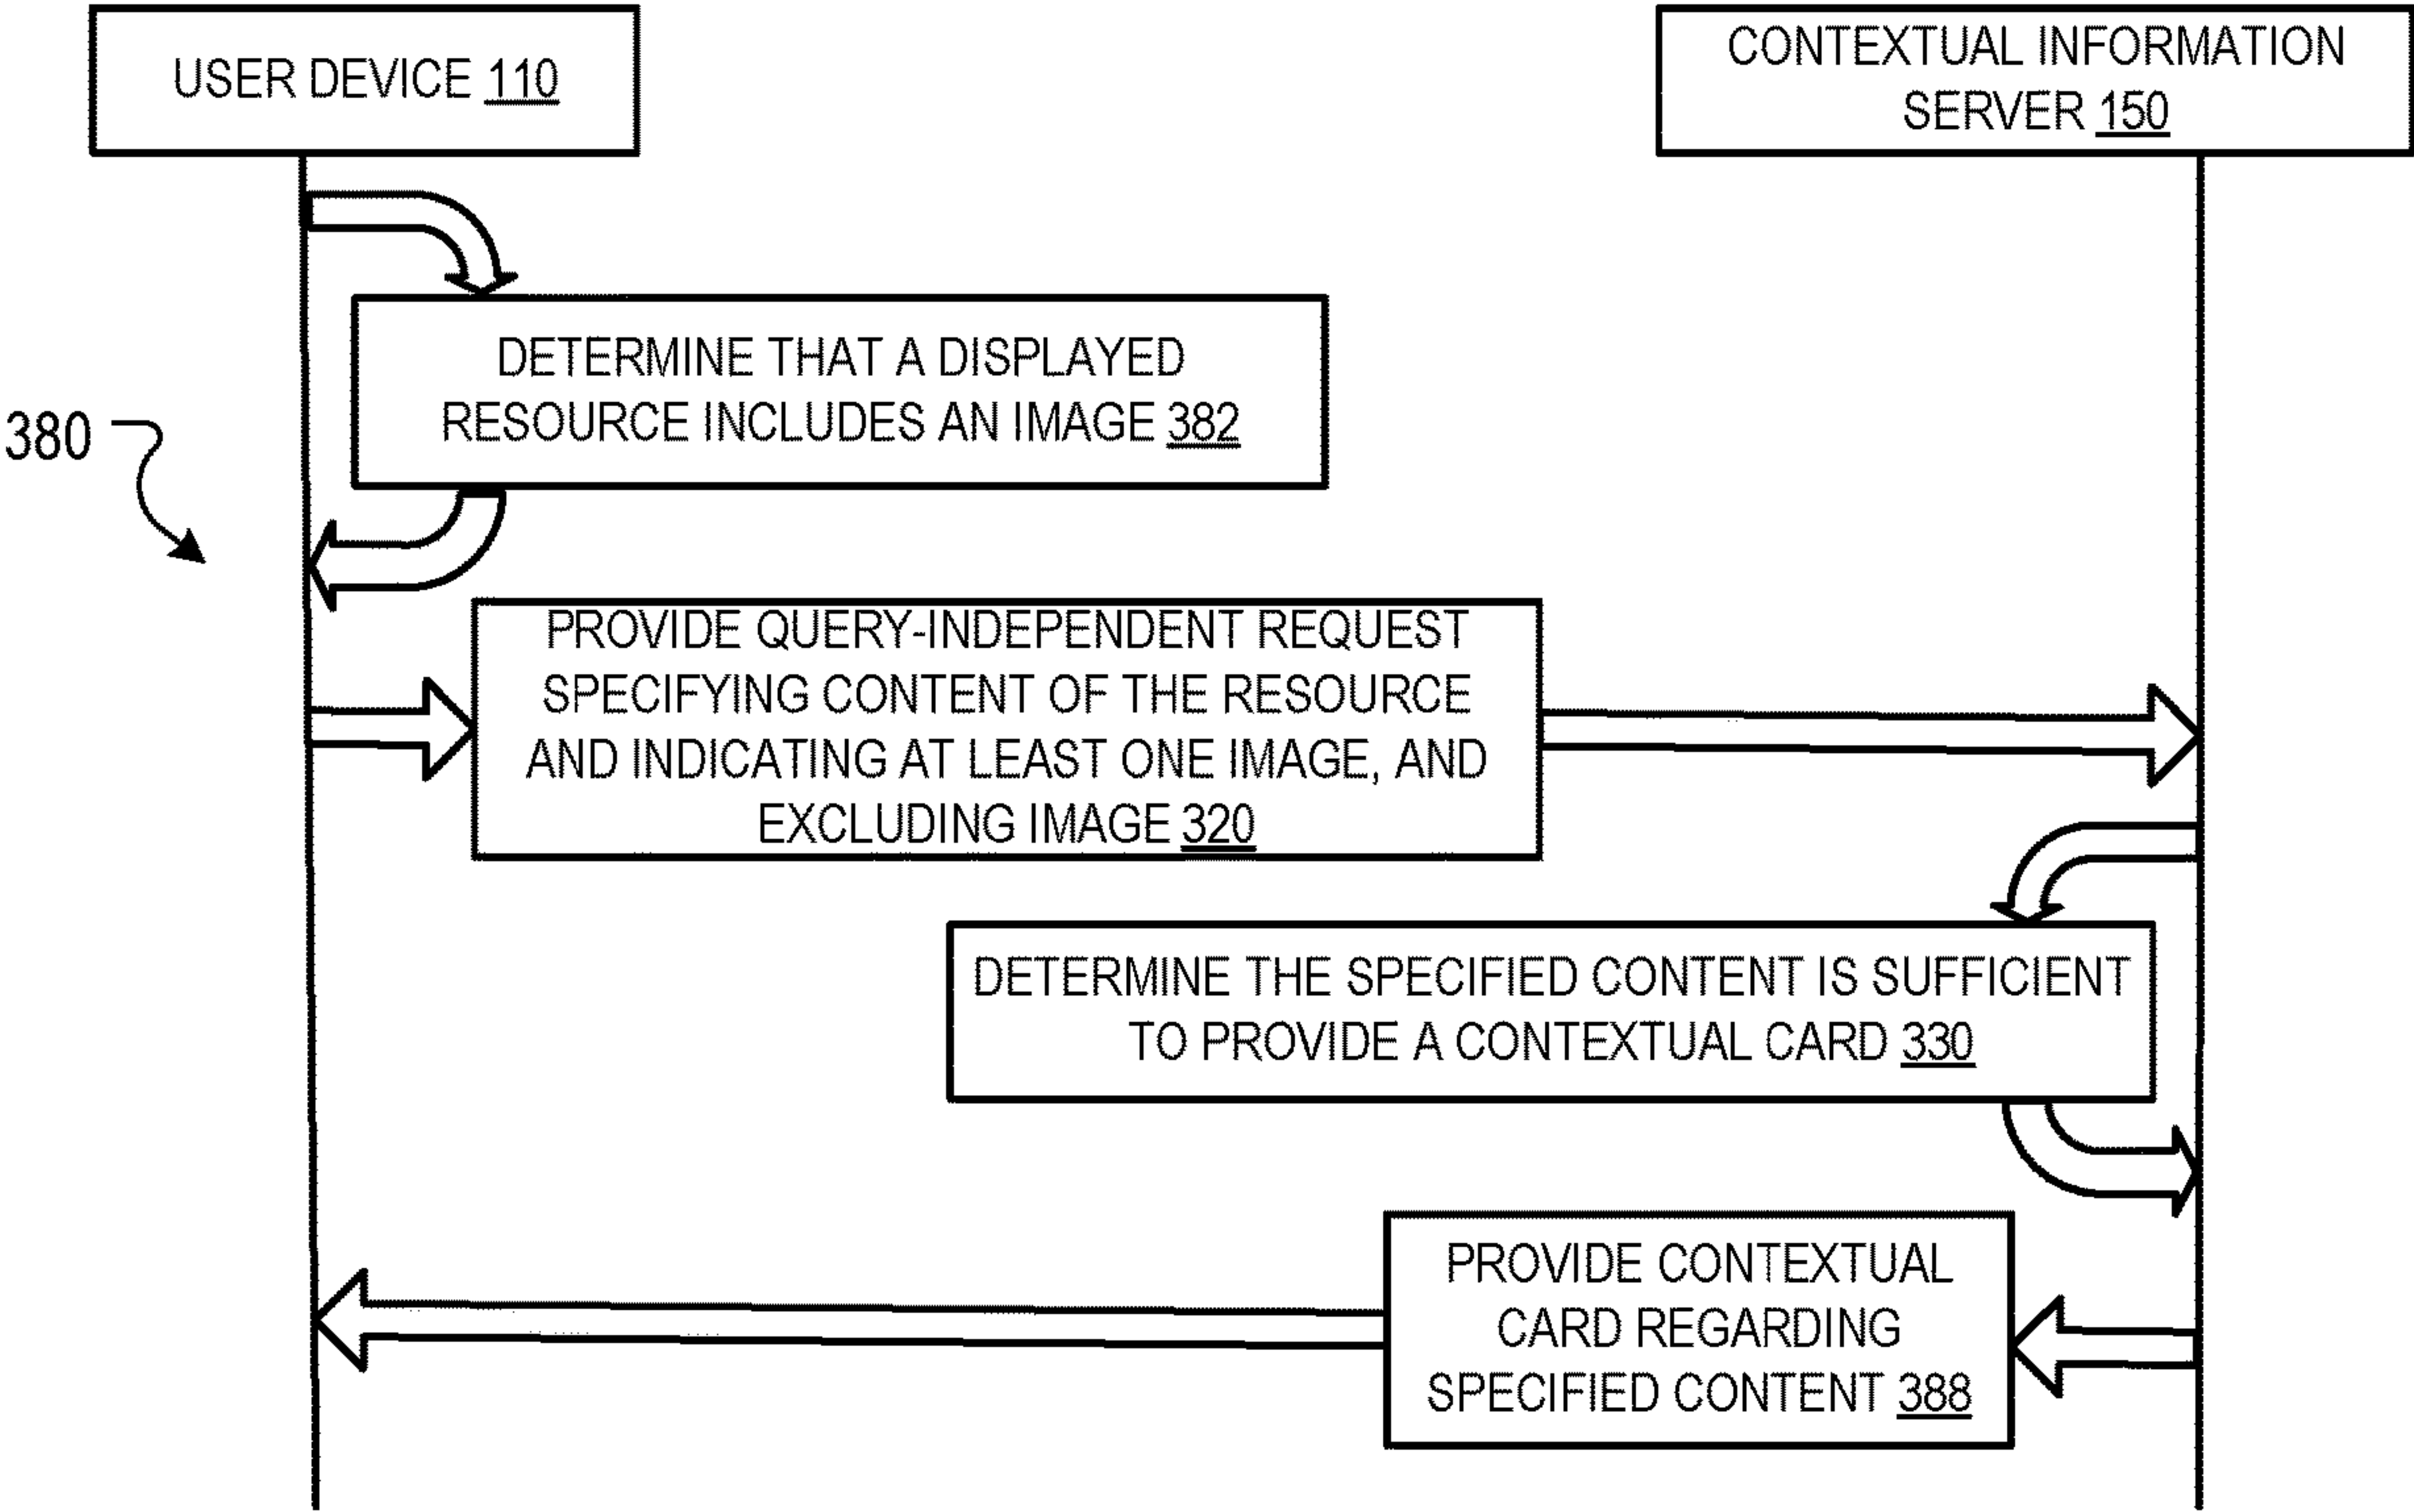 USER DEVICE 110
CONTEXTUAL INFORMATION
SERVER 150
DETERMINE THAT A DISPLAYED
RESOURCE INCLUDES AN IMAGE 382
380
PROVIDE QUERY-INDEPENDENT REQUEST
SPECIFYING CONTENT OF THE RESOURCE
AND INDICATING AT LEAST ONE IMAGE, AND
EXCLUDING IMAGE 320
DETERMINE THE SPECIFIED CONTENT IS SUFFICIENT
TO PROVIDE A CONTEXTUAL CARD 330
PROVIDE CONTEXTUAL
CARD REGARDING
SPECIFIED CONTENT 388